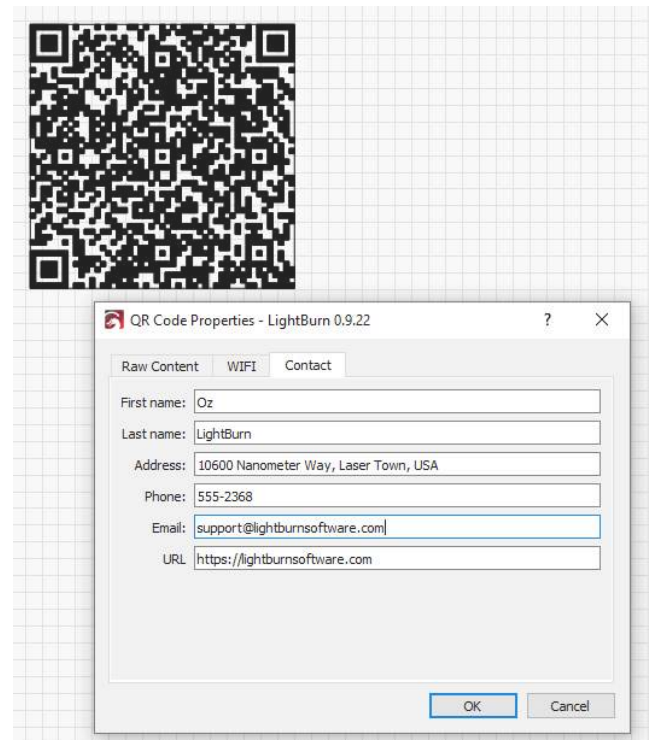 QR Code Properties - LightBurn 0.9.22 ?
Raw Content WIFI Contact
First name: Oz
Last name: LightBurn
Address: 10600 Nanometer Way, Laser Town, USA
Phone: 555-2368
Email: support@lightburnsoftware.com
URL https://lightburnsoftware.com
OK Cancel